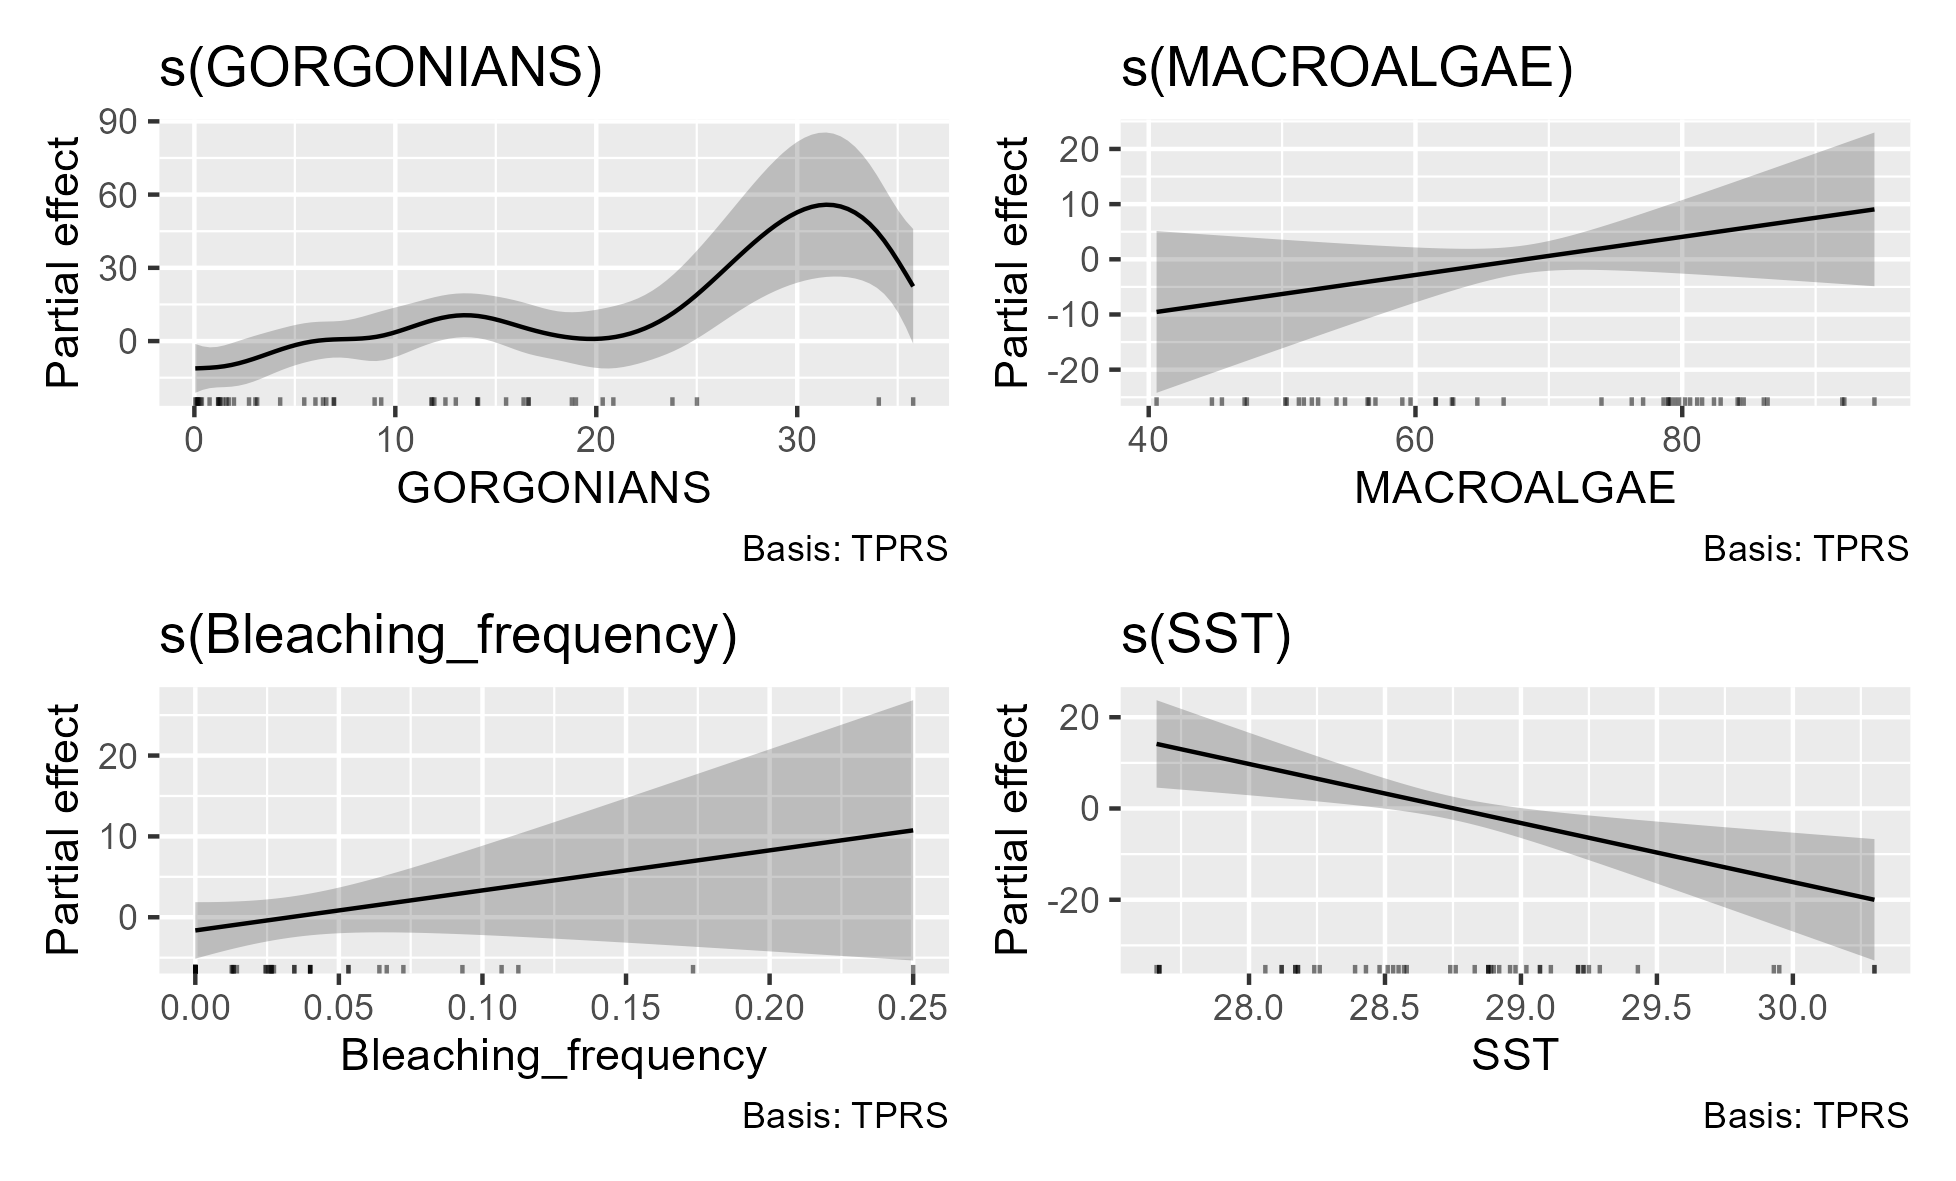 s(GORGONIANS)
Partial effect
90
60
30
0
0 10 20 30
GORGONIANS
Basis: TPRS
s(MACROALGAE)
Partial effect
20
10
0
-10
-20
40 60 80
MACROALGAE
Basis: TPRS
s(Bleaching_frequency)
Partial effect
20
10
0
0.00 0.05 0.10 0.15 0.20 0.25
Bleaching_frequency
Basis: TPRS
s(SST)
Partial effect
20
0
-20
28.0 28.5 29.0 29.5 30.0
SST
Basis: TPRS